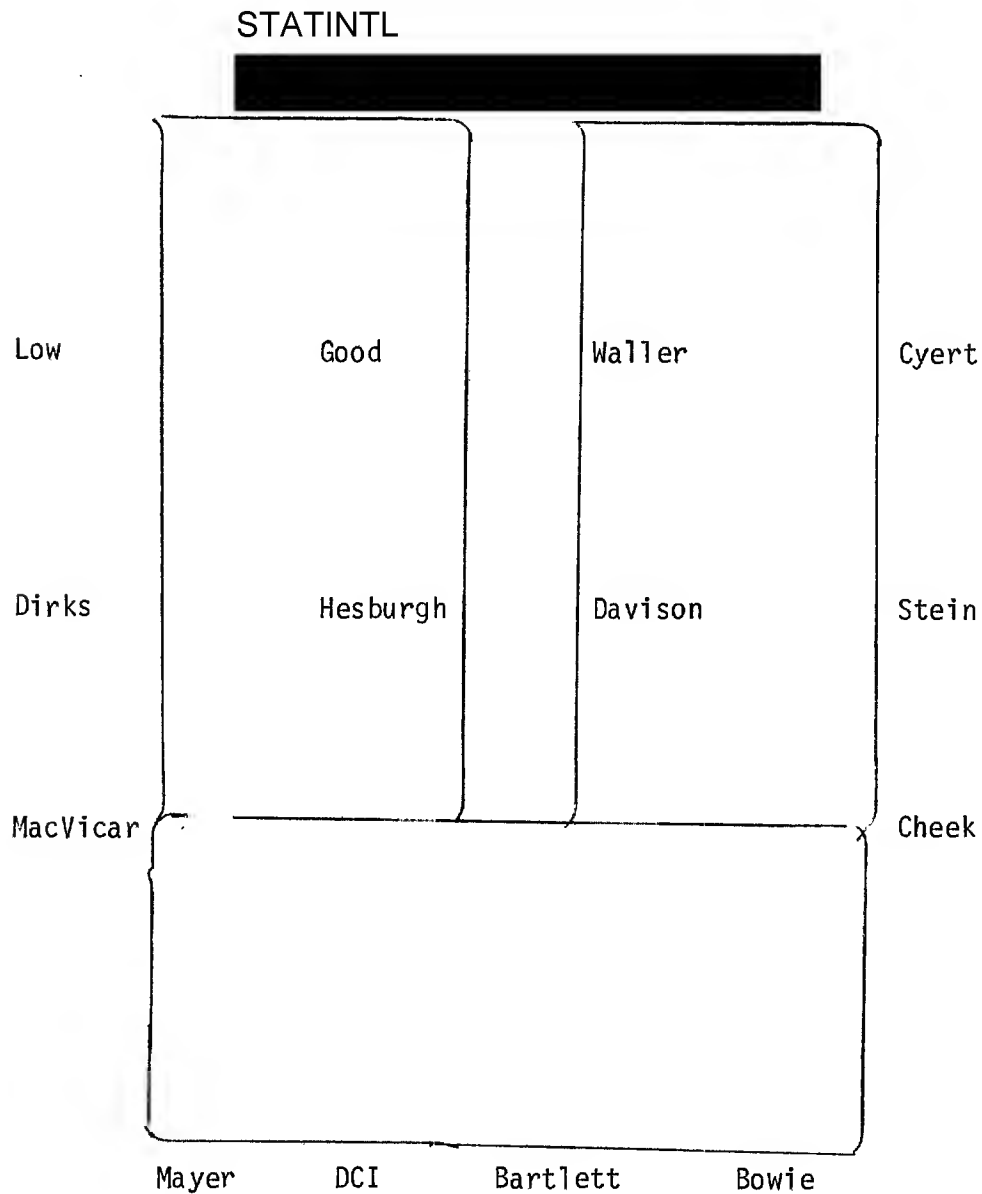 STATINTL
Low Good Waller Cyert
Dirks Hesburgh Davison Stein
MacVicar Cheek
Mayer DCI Bartlett Bowie